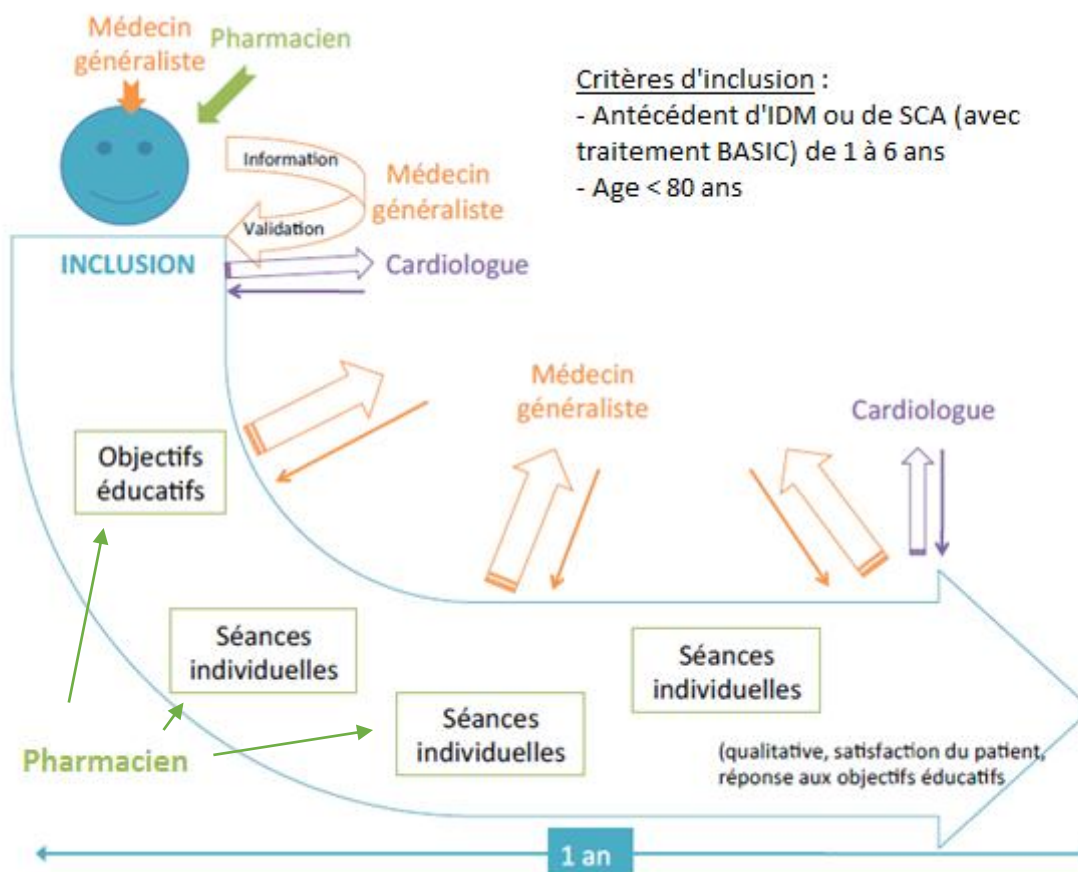 Médecin
généraliste
Pharmacien
Critères d'inclusion :
- Antécédent d'IDM ou de SCA (avec
traitement BASIC) de 1 à 6 ans
- Age < 80 ans
Information
Médecin
généraliste
Validation
INCLUSION
Cardiologue
Médecin
généraliste
Cardiologue
Objectifs
éducatifs
Séances
individuelles
Séances
individuelles
Séances
individuelles
Pharmacien
(qualitative, satisfaction du patient,
réponse aux objectifs éducatifs
1 an